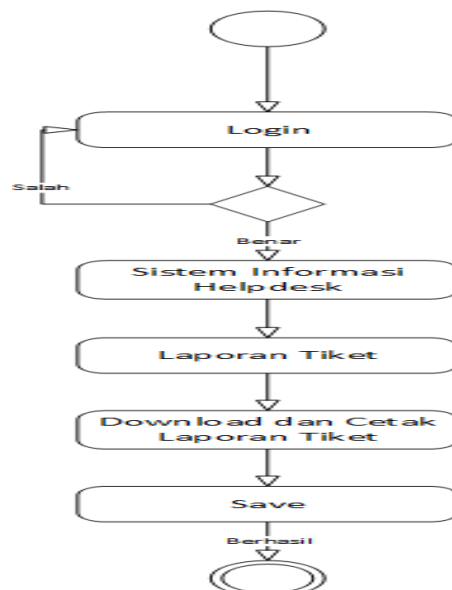 Login
Salah
Benar
Sistem Informasi
Helpdesk
Laporan Tiket
Download dan Cetak
Laporan Tiket
Save
Berhasil